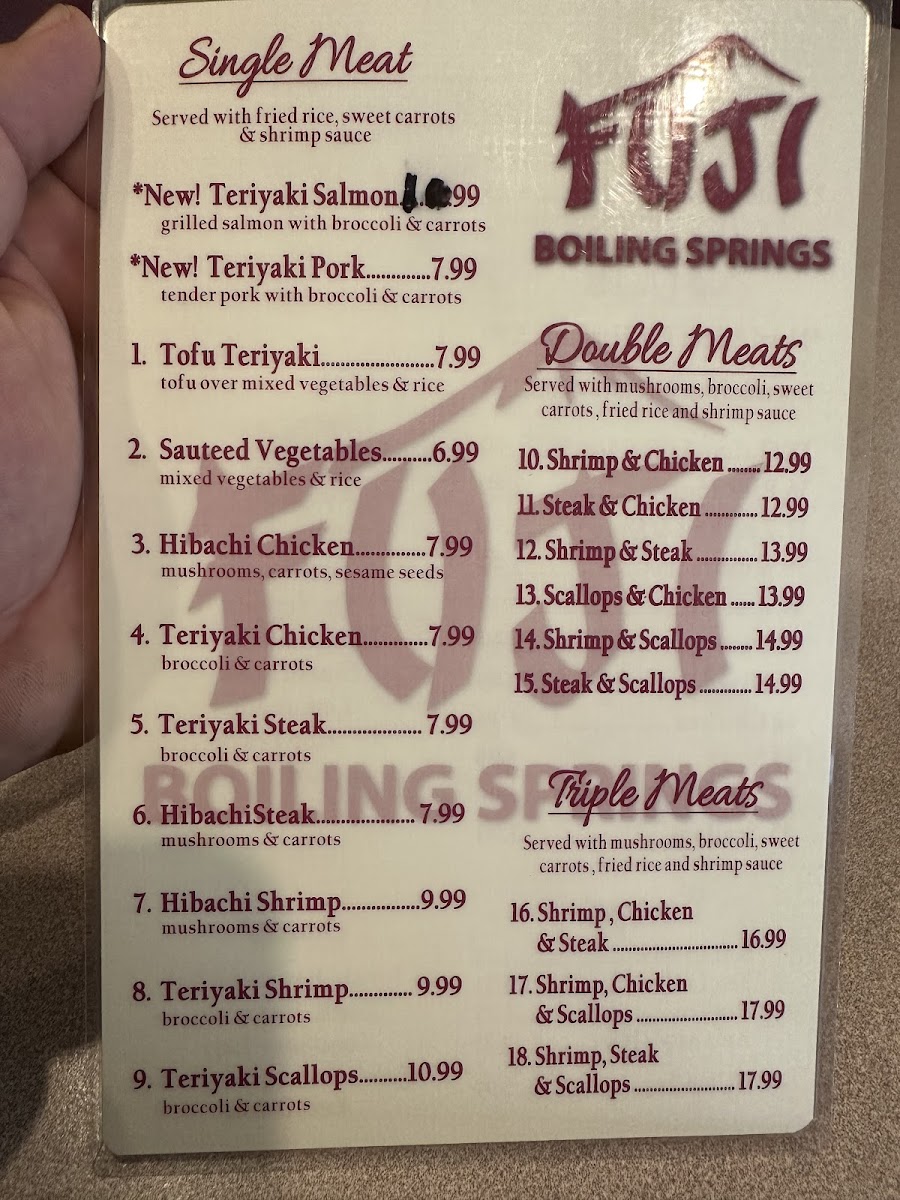 Single Meat
Served with fried rice, sweet carrots
& shrimp sauce
*New! Teriyaki Salmon .99
grilled salmon with broccoli & carrots
*New! Teriyaki Pork.............7.99
tender pork with broccoli & carrots
1. Tofu Teriyaki.......................7.99
tofu over mixed vegetables & rice
2. Sauteed Vegetables..........6.99
mixed vegetables & rice
3. Hibachi Chicken..............7.99
mushrooms, carrots, sesame seeds
4. Teriyaki Chicken.............7.99
broccoli & carrots
5. Teriyaki Steak................... 7.99
broccoli & carrots
6. HibachiSteak.................... 7.99
mushrooms & carrots
7. Hibachi Shrimp................9.99
mushrooms & carrots
8. Teriyaki Shrimp............. 9.99
broccoli & carrots
9. Teriyaki Scallops..........10.99
broccoli & carrots
FUJI
BOILING SPRINGS
Double Meats
Served with mushrooms, broccoli, sweet
carrots , fried rice and shrimp sauce
10. Shrimp & Chicken ........ 12.99
11. Steak & Chicken ............. 12.99
12. Shrimp & Steak ............... 13.99
13. Scallops & Chicken ...... 13.99
14. Shrimp & Scallops ........ 14.99
15. Steak & Scallops ............. 14.99
Triple Meats
Served with mushrooms, broccoli, sweet
carrots , fried rice and shrimp sauce
16. Shrimp , Chicken
& Steak ............................... 16.99
17. Shrimp, Chicken
& Scallops ......................... 17.99
18. Shrimp, Steak
& Scallops ......................... 17.99
FUJI
BOILING SPRINGS